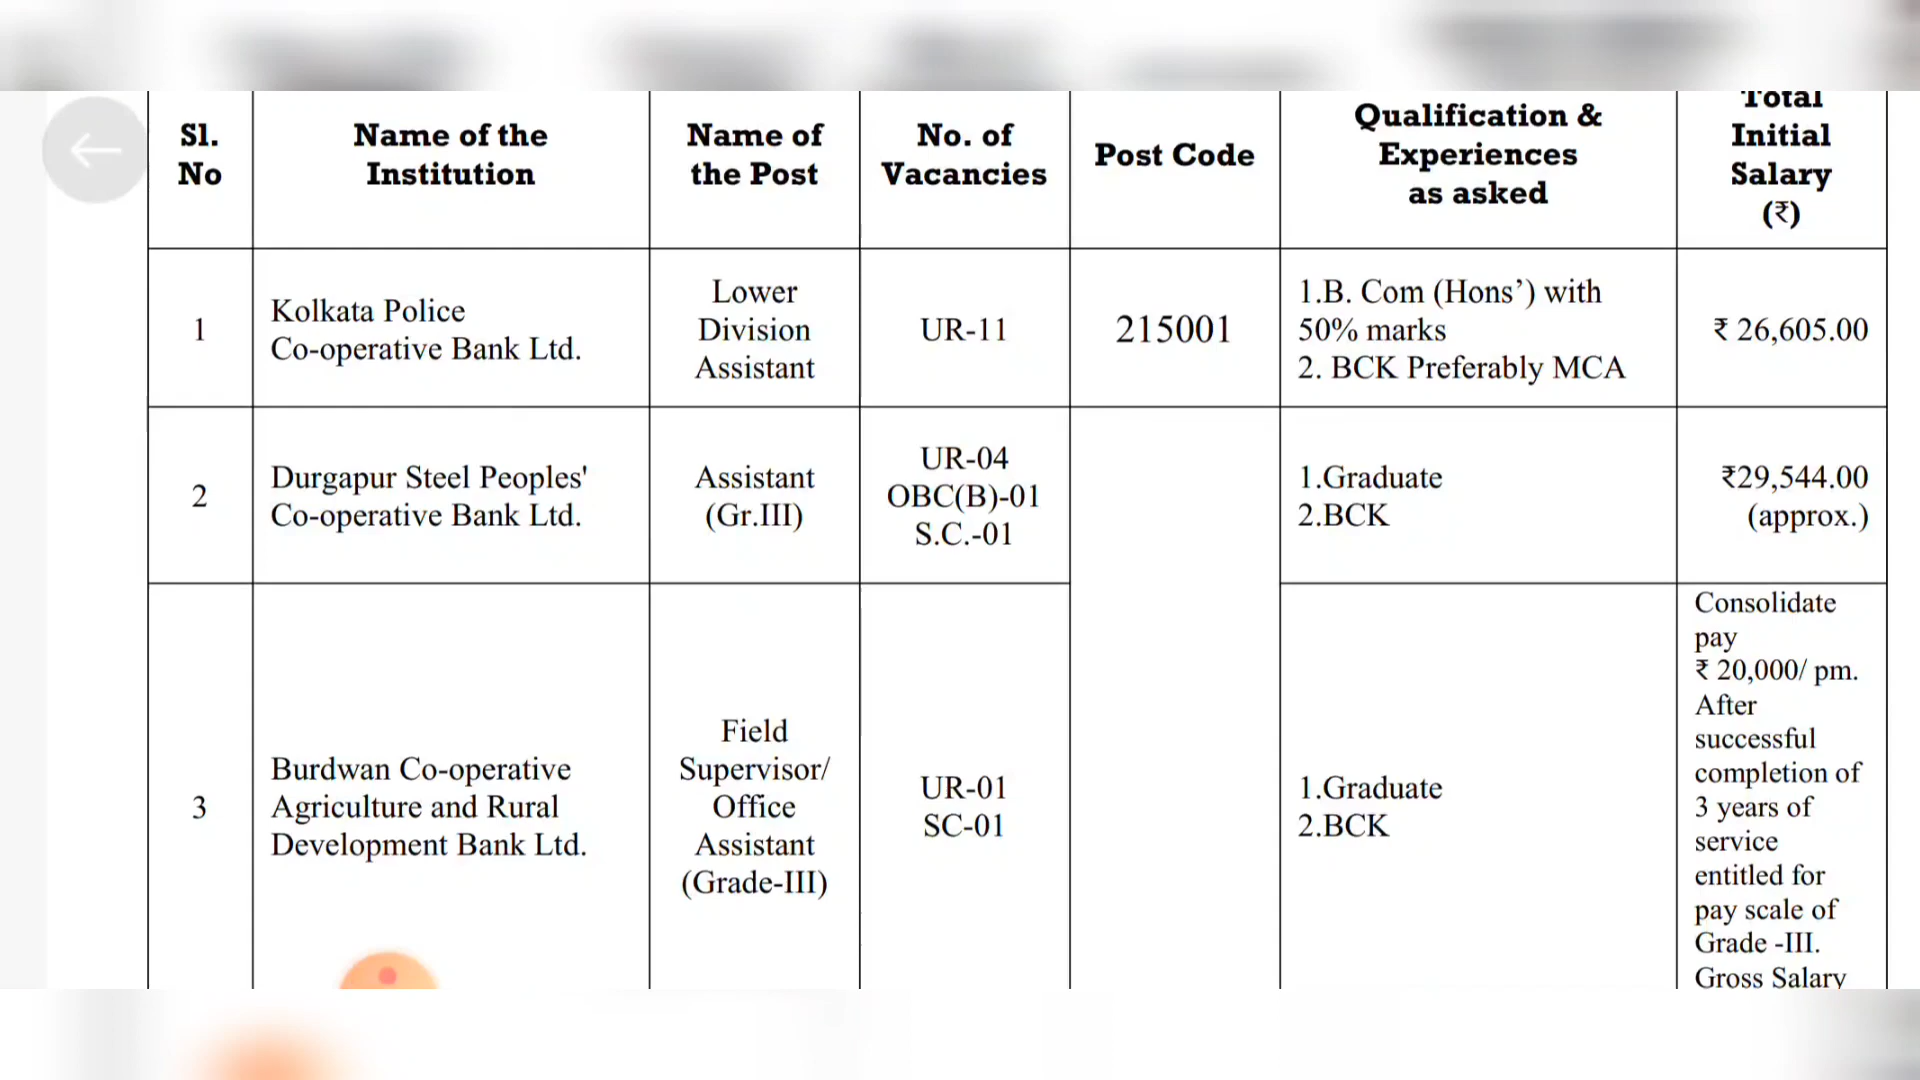 Sl.
No
Name of the
Institution
Name of
the Post
No. of
Vacancies
Post Code
Qualification &
Experiences
as asked
Total
Initial
Salary
(₹)
1
Kolkata Police
Co-operative Bank Ltd.
Lower
Division
Assistant
UR-11
215001
1.B. Com (Hons’) with
50% marks
2. BCK Preferably MCA
₹ 26,605.00
2
Durgapur Steel Peoples'
Co-operative Bank Ltd.
Assistant
(Gr.III)
UR-04
OBC(B)-01
S.C.-01
1.Graduate
2.BCK
₹29,544.00
(approx.)
3
Burdwan Co-operative
Agriculture and Rural
Development Bank Ltd.
Field
Supervisor/
Office
Assistant
(Grade-III)
UR-01
SC-01
1.Graduate
2.BCK
Consolidate
pay
₹ 20,000/ pm.
After
successful
completion of
3 years of
service
entitled for
pay scale of
Grade -III.
Gross Salary